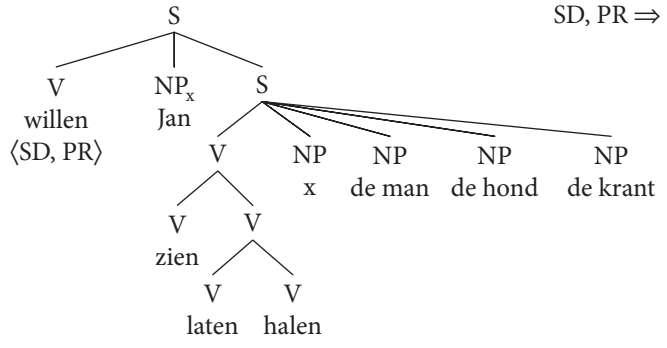 S SD, PR ⇒
V NPₓ S
willen Jan
⟨SD, PR⟩
V NP NP NP NP
x de man de hond de krant
V V
zien
V V
laten halen